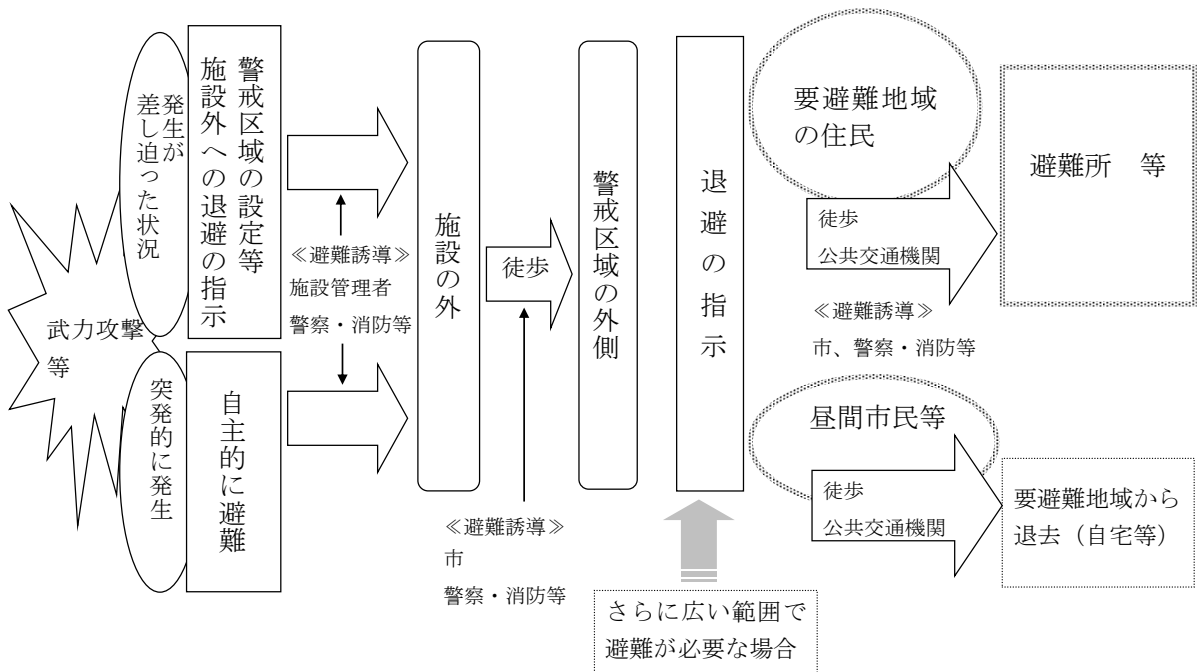 武力攻撃
等
発生が
差し迫った状況
警戒区域の設定等
施設外への退避の指示
突発的に発生
自主的に避難
≪避難誘導≫
施設管理者
警察・消防等
施設の外
徒歩
≪避難誘導≫
市
警察・消防等
警戒区域の外側
退避の指示
さらに広い範囲で
避難が必要な場合
要避難地域
の住民
徒歩
公共交通機関
≪避難誘導≫
市、警察・消防等
避難所　等
昼間市民等
徒歩
公共交通機関
要避難地域から
退去（自宅等）